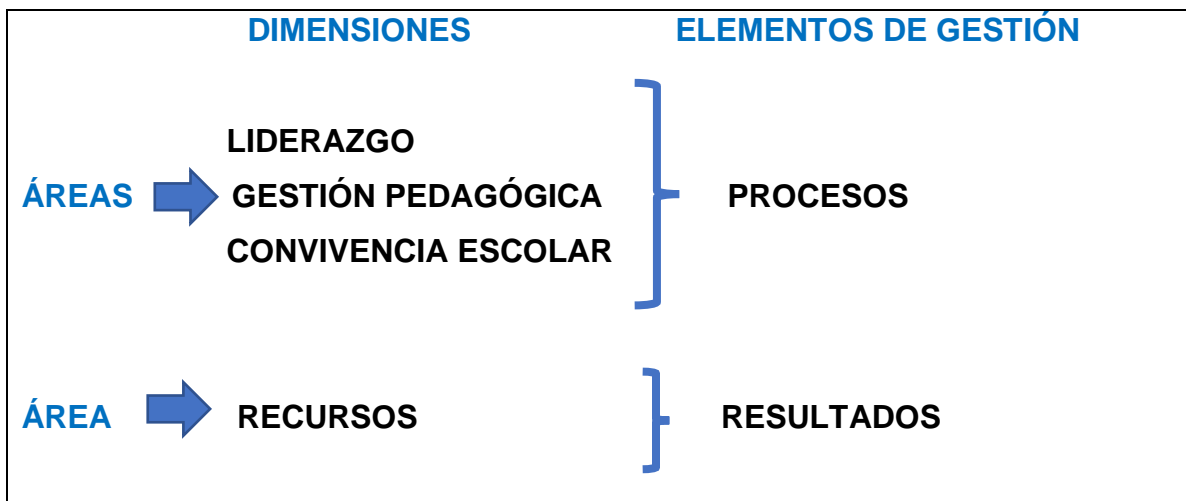 DIMENSIONES ELEMENTOS DE GESTIÓN
LIDERAZGO
ÁREAS GESTIÓN PEDAGÓGICA PROCESOS
CONVIVENCIA ESCOLAR
ÁREA RECURSOS RESULTADOS